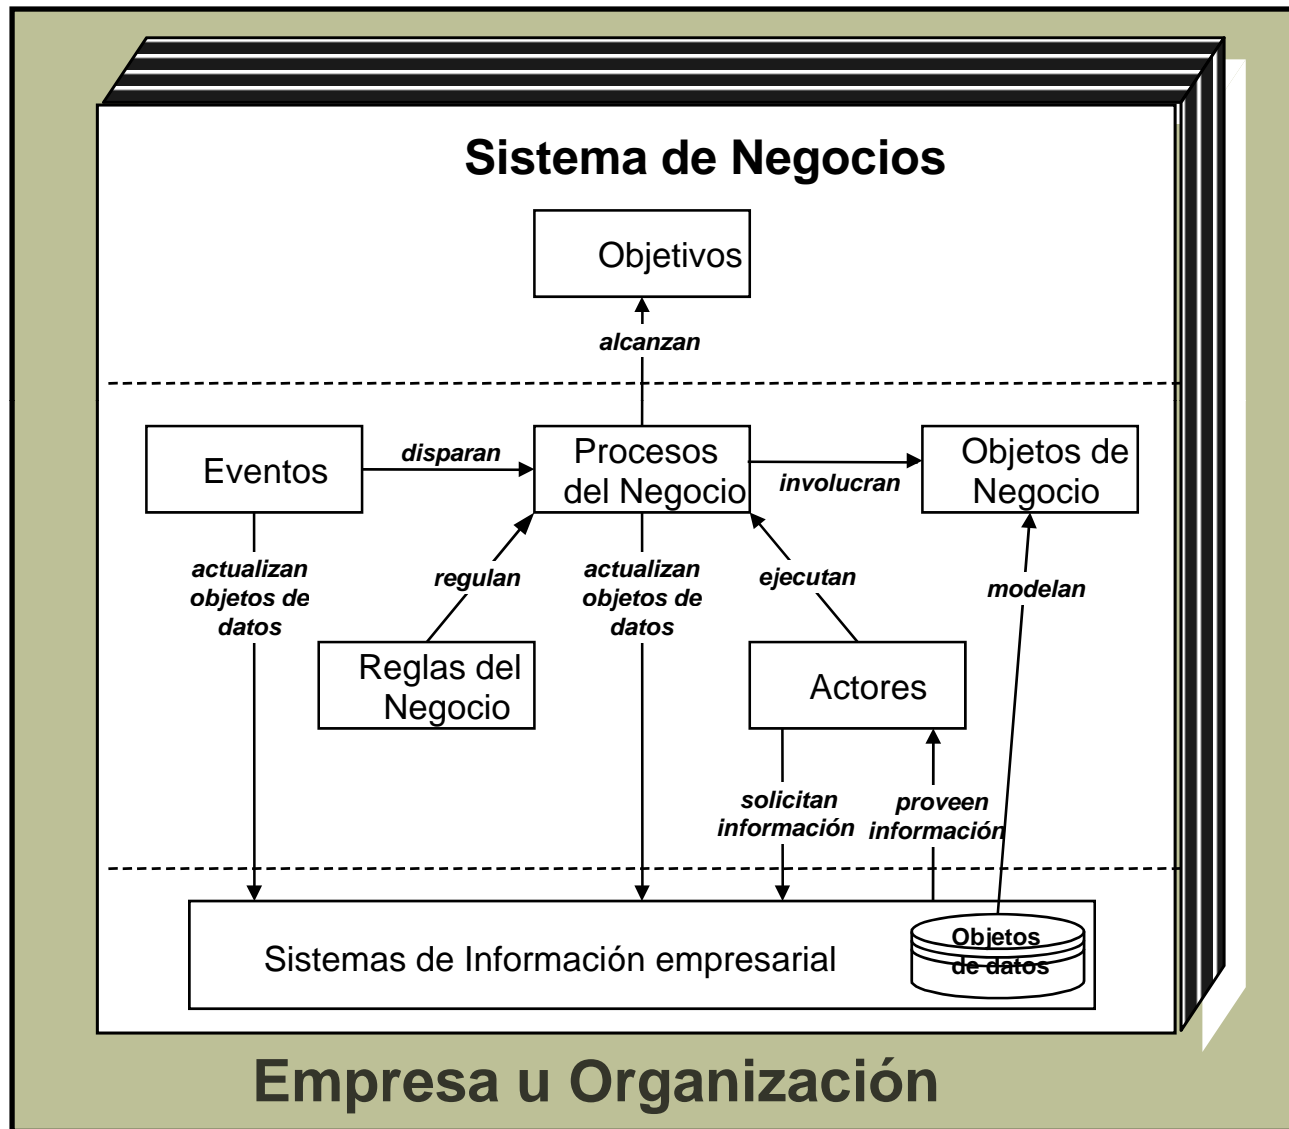 Sistema de Negocios
Objetivos
alcanzan
Eventos
disparan
Procesos
del Negocio
involucran
Objetos de
Negocio
actualizan
objetos de
datos
regulan
actualizan
objetos de
datos
ejecutan
modelan
Reglas del
Negocio
Actores
solicitan
información
proveen
información
Sistemas de Información empresarial
Objetos
de datos
Empresa u Organización